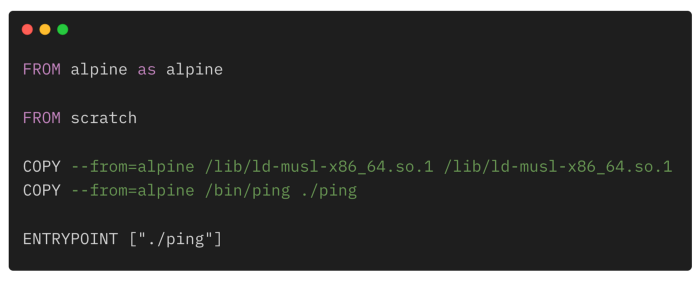 FROM alpine as alpine
FROM scratch
COPY --from=alpine /lib/ld-musl-x86_64.so.1 /lib/ld-musl-x86_64.so.1
COPY --from=alpine /bin/ping ./ping
ENTRYPOINT ["./ping"]